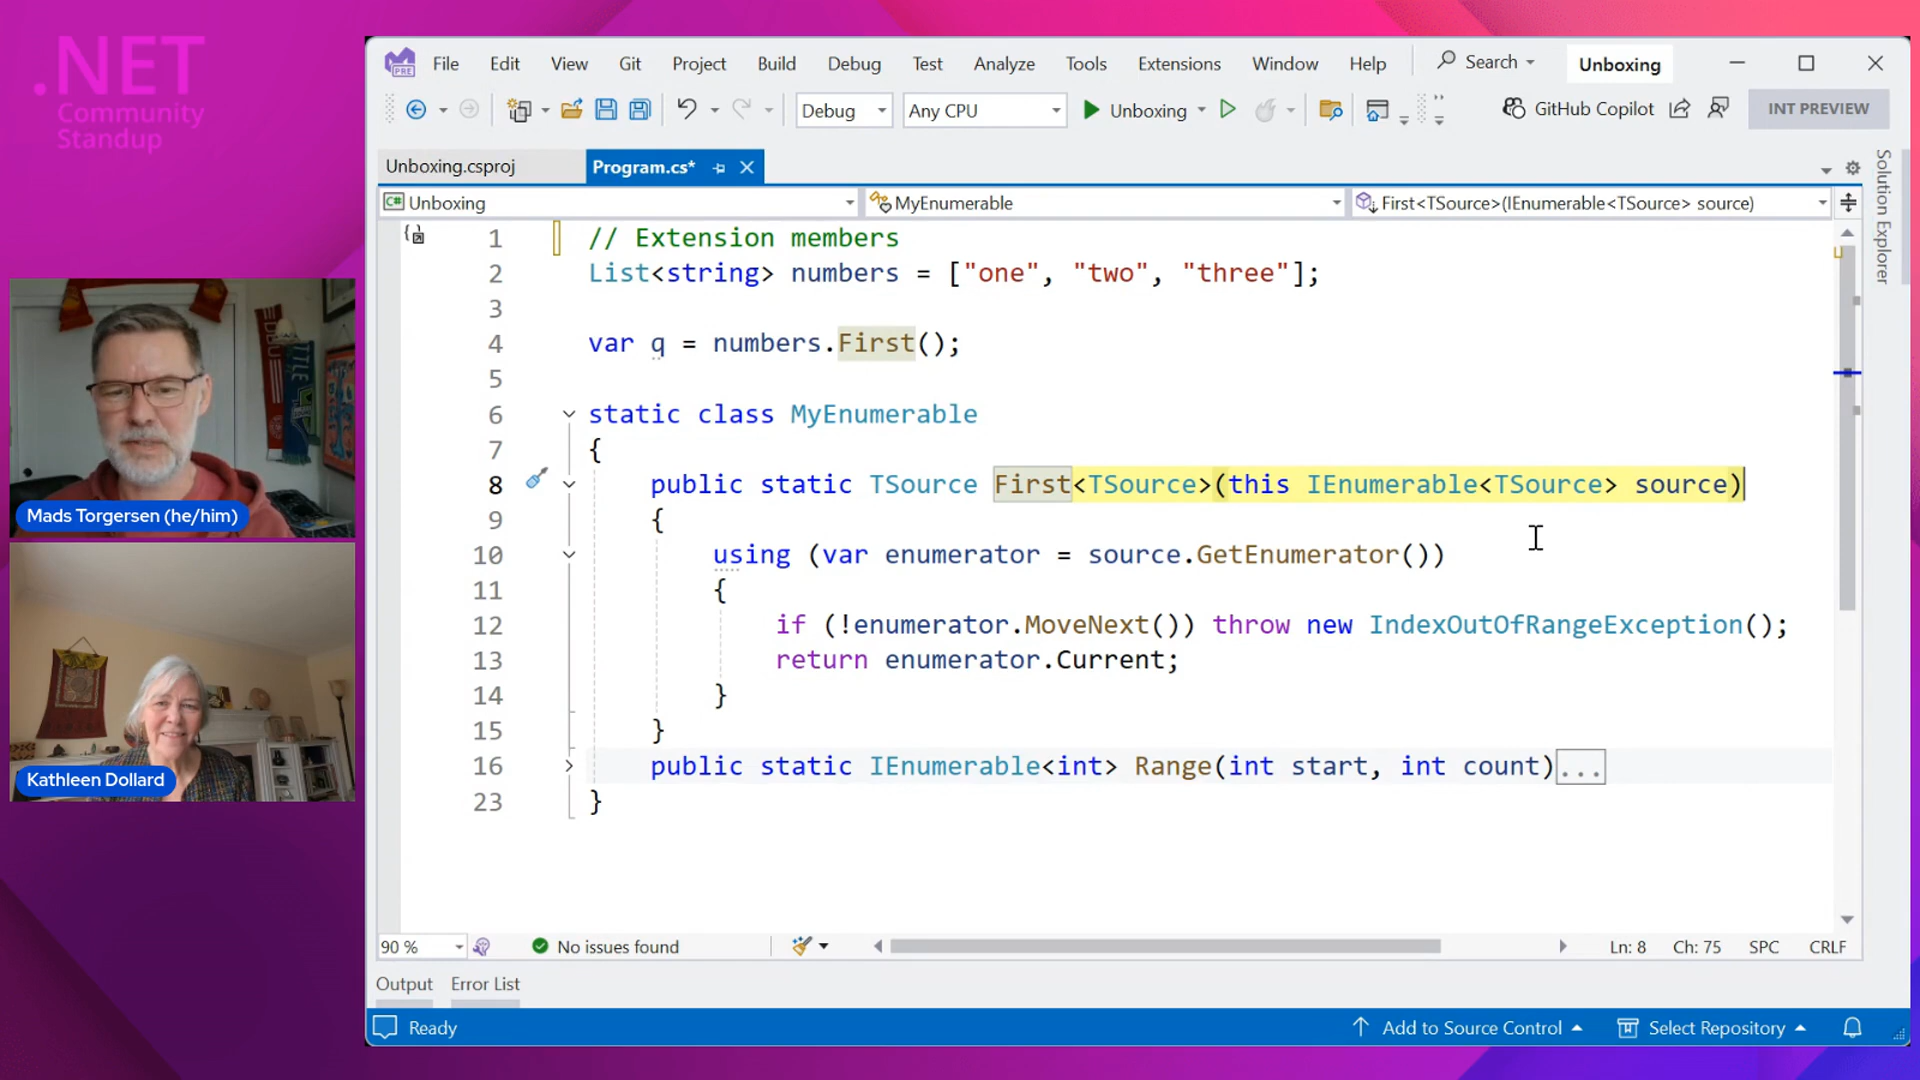 .NET
Community
Standup
Mads Torgersen (he/him)
Kathleen Dollard
PRE
File Edit View Git Project Build Debug Test Analyze Tools Extensions Window Help Search Unboxing
Debug Any CPU Unboxing GitHub Copilot INT PREVIEW
Unboxing.csproj Program.cs*
C# Unboxing MyEnumerable First<TSource>(IEnumerable<TSource> source)
Solution Explorer
1 // Extension members
2 List<string> numbers = ["one", "two", "three"];
3
4 var q = numbers.First();
5
6 static class MyEnumerable
7 {
8 public static TSource First<TSource>(this IEnumerable<TSource> source)
9 {
10 using (var enumerator = source.GetEnumerator())
11 {
12 if (!enumerator.MoveNext()) throw new IndexOutOfRangeException();
13 return enumerator.Current;
14 }
15 }
16 public static IEnumerable<int> Range(int start, int count)...
23 }
90 % No issues found Ln: 8 Ch: 75 SPC CRLF
Output Error List
Ready Add to Source Control Select Repository